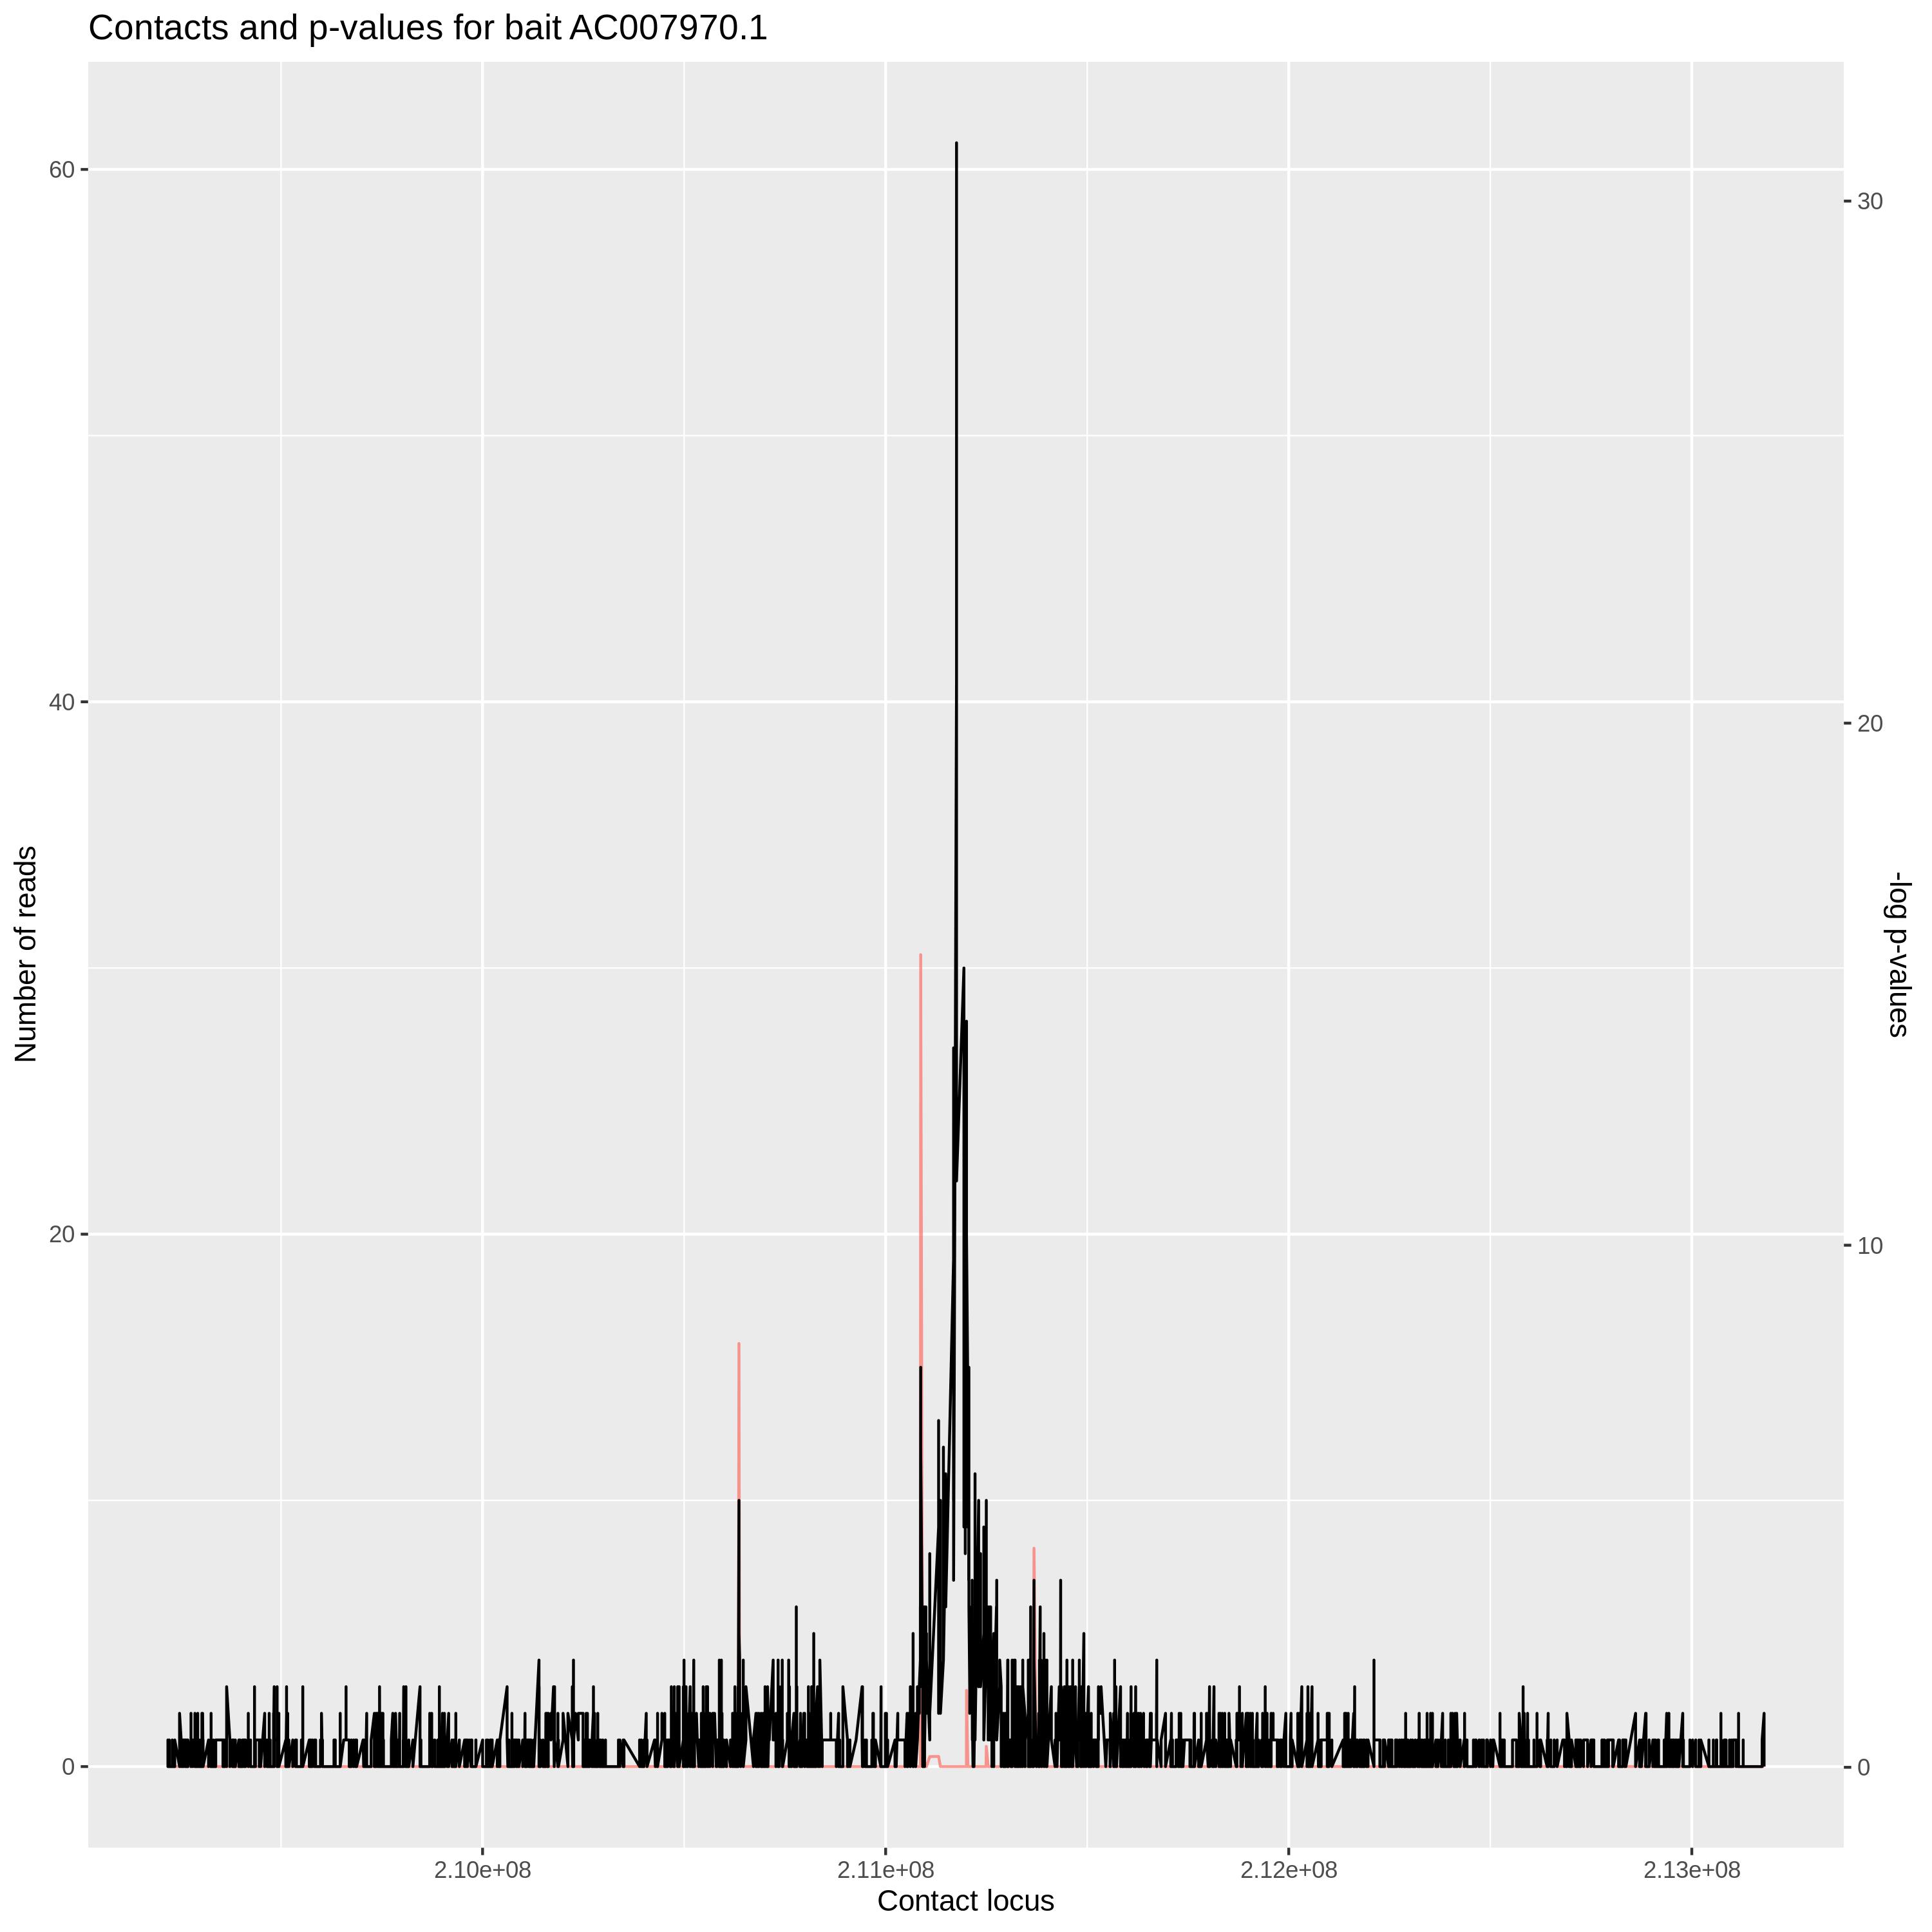 Contacts and p-values for bait AC007970.1
60
40
20
0
Number of reads
30
20
10
0
-log p-values
2.10e+08
2.11e+08
2.12e+08
2.13e+08
Contact locus